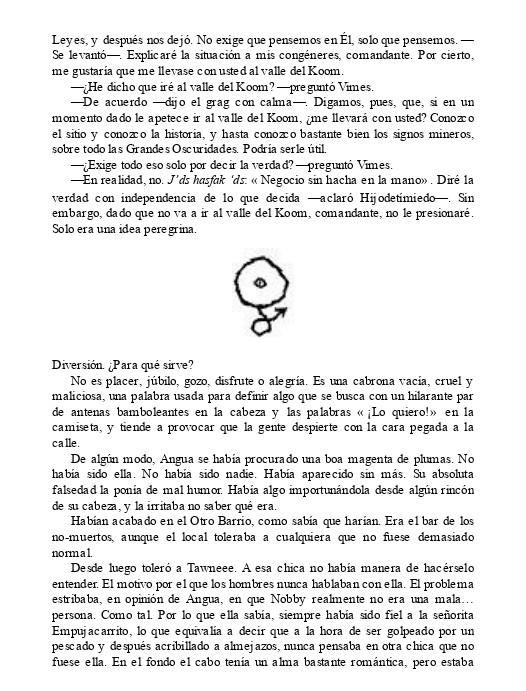 Leyes, y después nos dejó. No exige que pensemos en Él, solo que pensemos. —
Se levantó—. Explicaré la situación a mis congéneres, comandante. Por cierto,
me gustaría que me llevase con usted al valle del Koom.
—¿He dicho que iré al valle del Koom? —preguntó Vimes.
—De acuerdo —dijo el grag con calma—. Digamos, pues, que, si en un
momento dado le apetece ir al valle del Koom, ¿me llevará con usted? Conozco
el sitio y conozco la historia, y hasta conozco bastante bien los signos mineros,
sobre todo las Grandes Oscuridades. Podría serle útil.
—¿Exige todo eso solo por decir la verdad? —preguntó Vimes.
—En realidad, no. J'ds hasfak 'ds: « Negocio sin hacha en la mano» . Diré la
verdad con independencia de lo que decida —aclaró Hijodetimiedo—. Sin
embargo, dado que no va a ir al valle del Koom, comandante, no le presionaré.
Solo era una idea peregrina.
Diversión. ¿Para qué sirve?
No es placer, júbilo, gozo, disfrute o alegría. Es una cabrona vacía, cruel y
maliciosa, una palabra usada para definir algo que se busca con un hilarante par
de antenas bamboleantes en la cabeza y las palabras « ¡Lo quiero!» en la
camiseta, y tiende a provocar que la gente despierte con la cara pegada a la
calle.
De algún modo, Angua se había procurado una boa magenta de plumas. No
había sido ella. No había sido nadie. Había aparecido sin más. Su absoluta
falsedad la ponía de mal humor. Había algo importunándola desde algún rincón
de su cabeza, y la irritaba no saber qué era.
Habían acabado en el Otro Barrio, como sabía que harían. Era el bar de los
no-muertos, aunque el local toleraba a cualquiera que no fuese demasiado
normal.
Desde luego toleró a Tawneee. A esa chica no había manera de hacérselo
entender. El motivo por el que los hombres nunca hablaban con ella. El problema
estribaba, en opinión de Angua, en que Nobby realmente no era una mala…
persona. Como tal. Por lo que ella sabía, siempre había sido fiel a la señorita
Empujacarrito, lo que equivalía a decir que a la hora de ser golpeado por un
pescado y después acribillado a almejazos, nunca pensaba en otra chica que no
fuese ella. En el fondo el cabo tenía un alma bastante romántica, pero estaba